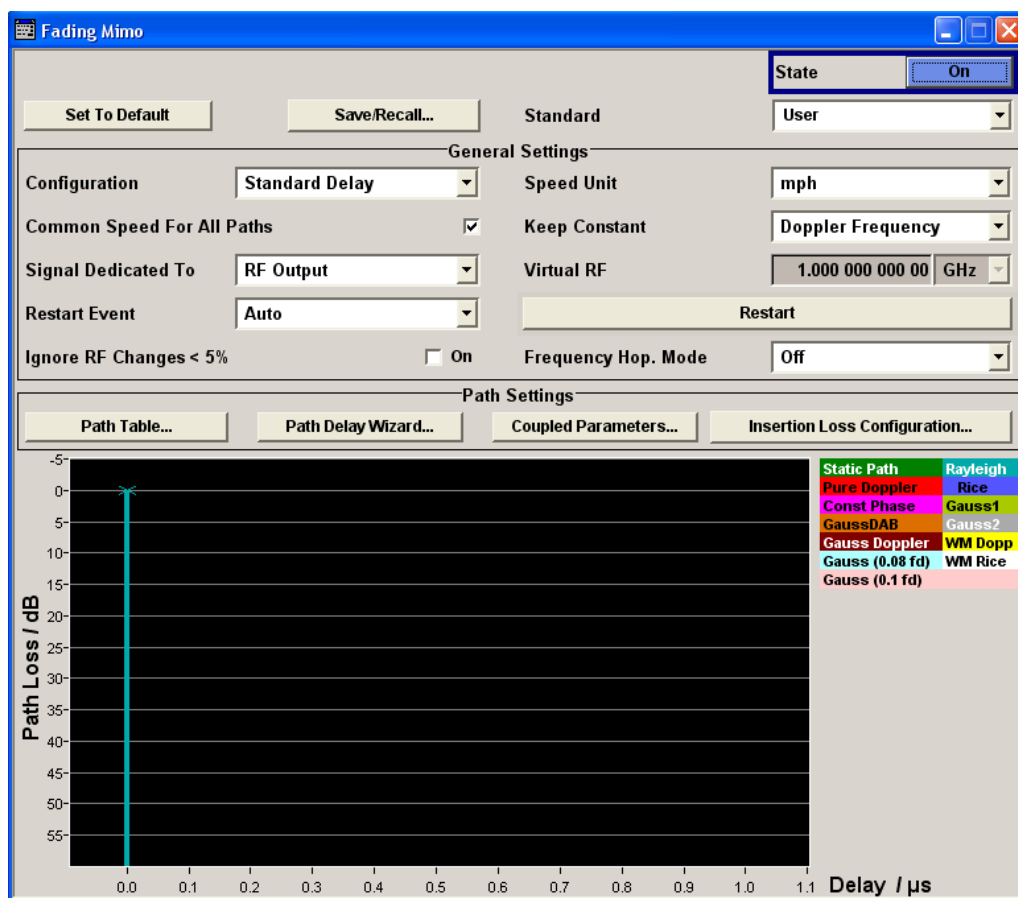 Fading Mimo
State On
Set To Default Save/Recall... Standard User
General Settings
Configuration Standard Delay Speed Unit mph
Common Speed For All Paths Keep Constant Doppler Frequency
Signal Dedicated To RF Output Virtual RF 1.000 000 000 00 GHz
Restart Event Auto Restart
Ignore RF Changes < 5% On Frequency Hop. Mode Off
Path Settings
Path Table... Path Delay Wizard... Coupled Parameters... Insertion Loss Configuration...
Static Path Rayleigh
Pure Doppler Rice
Const Phase Gauss1
GaussDAB Gauss2
Gauss Doppler WM Dopp
Gauss (0.08 fd) WM Rice
Gauss (0.1 fd)
Path Loss / dB
-5
0
5
10
15
20
25
30
35
40
45
50
55
0.0 0.1 0.2 0.3 0.4 0.5 0.6 0.7 0.8 0.9 1.0 1.1 Delay / µs